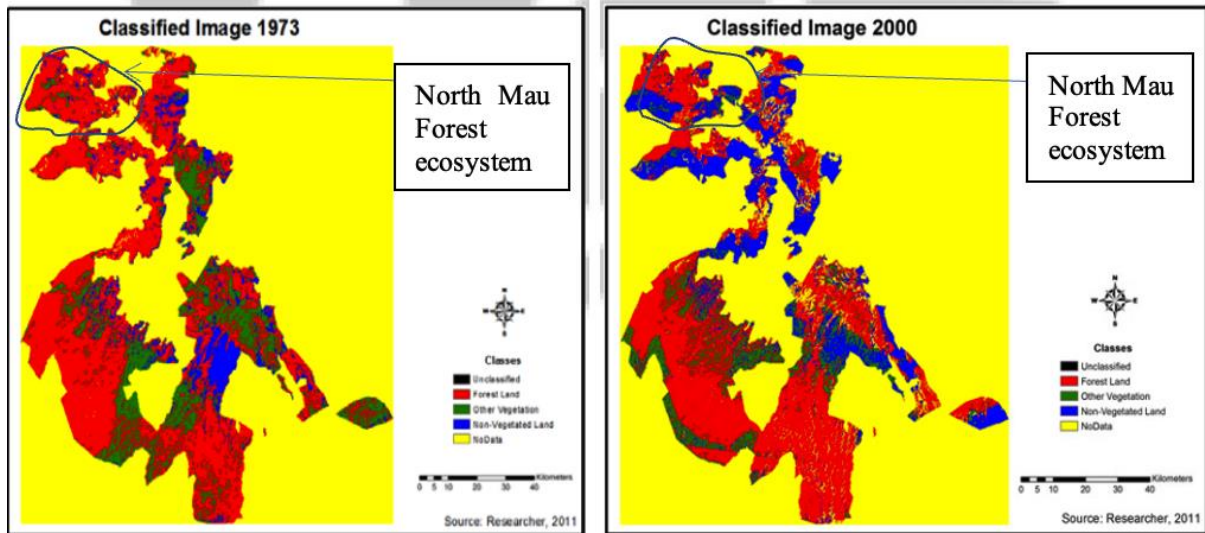 Classified Image 1973
North Mau
Forest
ecosystem
N
W
E
S
Classes
Unclassified
Forest Land
Other Vegetation
Non-Vegetated Land
NoData
Kilometers
0 5 10 20 30 40
Source: Researcher, 2011
Classified Image 2000
North Mau
Forest
ecosystem
N
W
E
S
Classes
Unclassified
Forest Land
Other Vegetation
Non-Vegetated Land
NoData
Kilometers
0 5 10 20 30 40
Source: Researcher, 2011